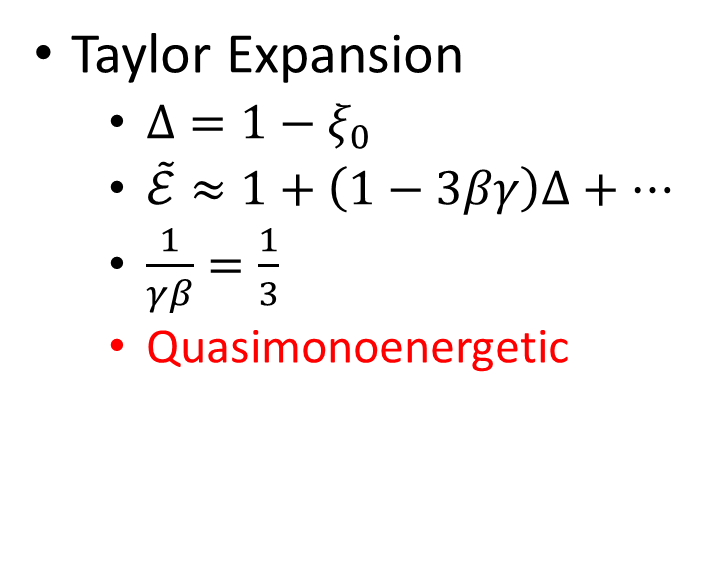 • Taylor Expansion
• Δ = 1 − ξ₀
• ℰ̃ ≈ 1 + (1 − 3βγ)Δ + ⋯
• 1/γβ = 1/3
• Quasimonoenergetic